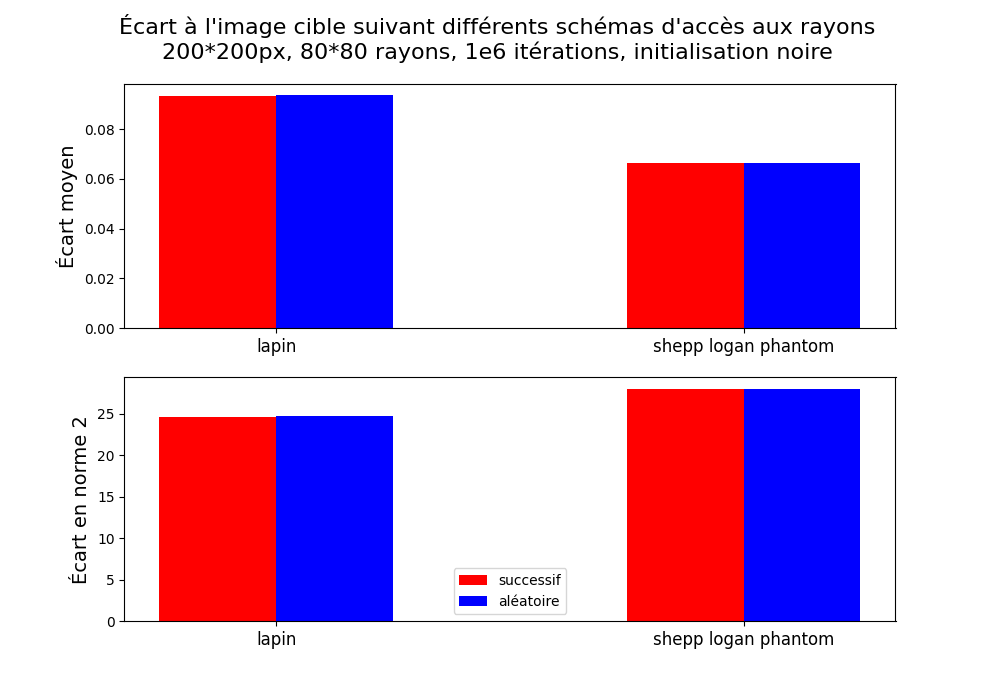 Écart à l'image cible suivant différents schémas d'accès aux rayons
200*200px, 80*80 rayons, 1e6 itérations, initialisation noire
Écart moyen
0.08
0.06
0.04
0.02
0.00
lapin
shepp logan phantom
Écart en norme 2
25
20
15
10
5
0
successif
aléatoire
lapin
shepp logan phantom